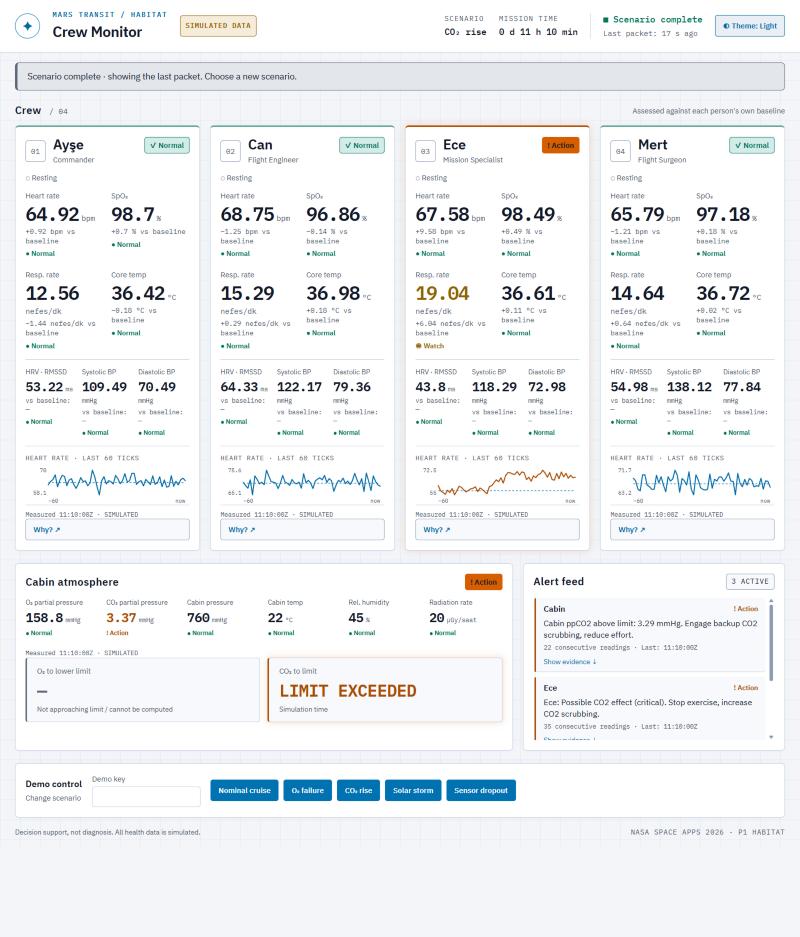 MARS TRANSIT / HABITAT
Crew Monitor
SIMULATED DATA
SCENARIO
CO₂ rise
MISSION TIME
0 d 11 h 10 min
■ Scenario complete
Last packet: 17 s ago
◐ Theme: Light
Scenario complete · showing the last packet. Choose a new scenario.
Crew / 04
Assessed against each person's own baseline
01
Ayşe
Commander
✓ Normal
○ Resting
Heart rate
64.92 bpm
+0.92 bpm vs
baseline
● Normal
SpO₂
98.7 %
+0.7 % vs baseline
● Normal
Resp. rate
12.56
nefes/dk
−1.44 nefes/dk vs
baseline
● Normal
Core temp
36.42 °C
−0.18 °C vs
baseline
● Normal
HRV · RMSSD
53.22 ms
vs baseline:
—
● Normal
Systolic BP
109.49
mmHg
vs baseline:
—
● Normal
Diastolic BP
70.49
mmHg
vs baseline:
—
● Normal
HEART RATE · LAST 60 TICKS
70
58.1
−60
now
Measured 11:10:00Z · SIMULATED
Why? ↗
02
Can
Flight Engineer
✓ Normal
○ Resting
Heart rate
68.75 bpm
−1.25 bpm vs
baseline
● Normal
SpO₂
96.86 %
−0.14 % vs
baseline
● Normal
Resp. rate
15.29
nefes/dk
+0.29 nefes/dk vs
baseline
● Normal
Core temp
36.98 °C
+0.18 °C vs
baseline
● Normal
HRV · RMSSD
64.33 ms
vs baseline:
—
● Normal
Systolic BP
122.17
mmHg
vs baseline:
—
● Normal
Diastolic BP
79.36
mmHg
vs baseline:
—
● Normal
HEART RATE · LAST 60 TICKS
75.6
65.1
−60
now
Measured 11:10:00Z · SIMULATED
Why? ↗
03
Ece
Mission Specialist
! Action
○ Resting
Heart rate
67.58 bpm
+9.58 bpm vs
baseline
● Normal
SpO₂
98.49 %
+0.49 % vs
baseline
● Normal
Resp. rate
19.04
nefes/dk
+6.04 nefes/dk vs
baseline
Watch
Core temp
36.61 °C
+0.11 °C vs
baseline
● Normal
HRV · RMSSD
43.8 ms
vs baseline:
—
● Normal
Systolic BP
118.29
mmHg
vs baseline:
—
● Normal
Diastolic BP
72.98
mmHg
vs baseline:
—
● Normal
HEART RATE · LAST 60 TICKS
72.5
55
−60
now
Measured 11:10:00Z · SIMULATED
Why? ↗
04
Mert
Flight Surgeon
✓ Normal
○ Resting
Heart rate
65.79 bpm
−1.21 bpm vs
baseline
● Normal
SpO₂
97.18 %
+0.18 % vs
baseline
● Normal
Resp. rate
14.64
nefes/dk
+0.64 nefes/dk vs
baseline
● Normal
Core temp
36.72 °C
+0.02 °C vs
baseline
● Normal
HRV · RMSSD
54.98 ms
vs baseline:
—
● Normal
Systolic BP
138.12
mmHg
vs baseline:
—
● Normal
Diastolic BP
77.84
mmHg
vs baseline:
—
● Normal
HEART RATE · LAST 60 TICKS
71.7
63.2
−60
now
Measured 11:10:00Z · SIMULATED
Why? ↗
Cabin atmosphere
! Action
O₂ partial pressure
158.8 mmHg
● Normal
CO₂ partial pressure
3.37 mmHg
! Action
Cabin pressure
760 mmHg
● Normal
Cabin temp
22 °C
● Normal
Rel. humidity
45 %
● Normal
Radiation rate
20 µGy/saat
● Normal
Measured 11:10:00Z · SIMULATED
O₂ to lower limit
—
Not approaching limit / cannot be computed
CO₂ to limit
LIMIT EXCEEDED
Simulation time
Alert feed
3 ACTIVE
Cabin
! Action
Cabin ppCO2 above limit: 3.29 mmHg. Engage backup CO2
scrubbing, reduce effort.
22 consecutive readings · Last: 11:10:00Z
Show evidence ↓
Ece
! Action
Ece: Possible CO2 effect (critical). Stop exercise, increase
CO2 scrubbing.
35 consecutive readings · Last: 11:10:00Z
Show evidence ↓
Demo control
Change scenario
Demo key
Nominal cruise
O₂ failure
CO₂ rise
Solar storm
Sensor dropout
Decision support, not diagnosis. All health data is simulated.
NASA SPACE APPS 2026 · P1 HABITAT